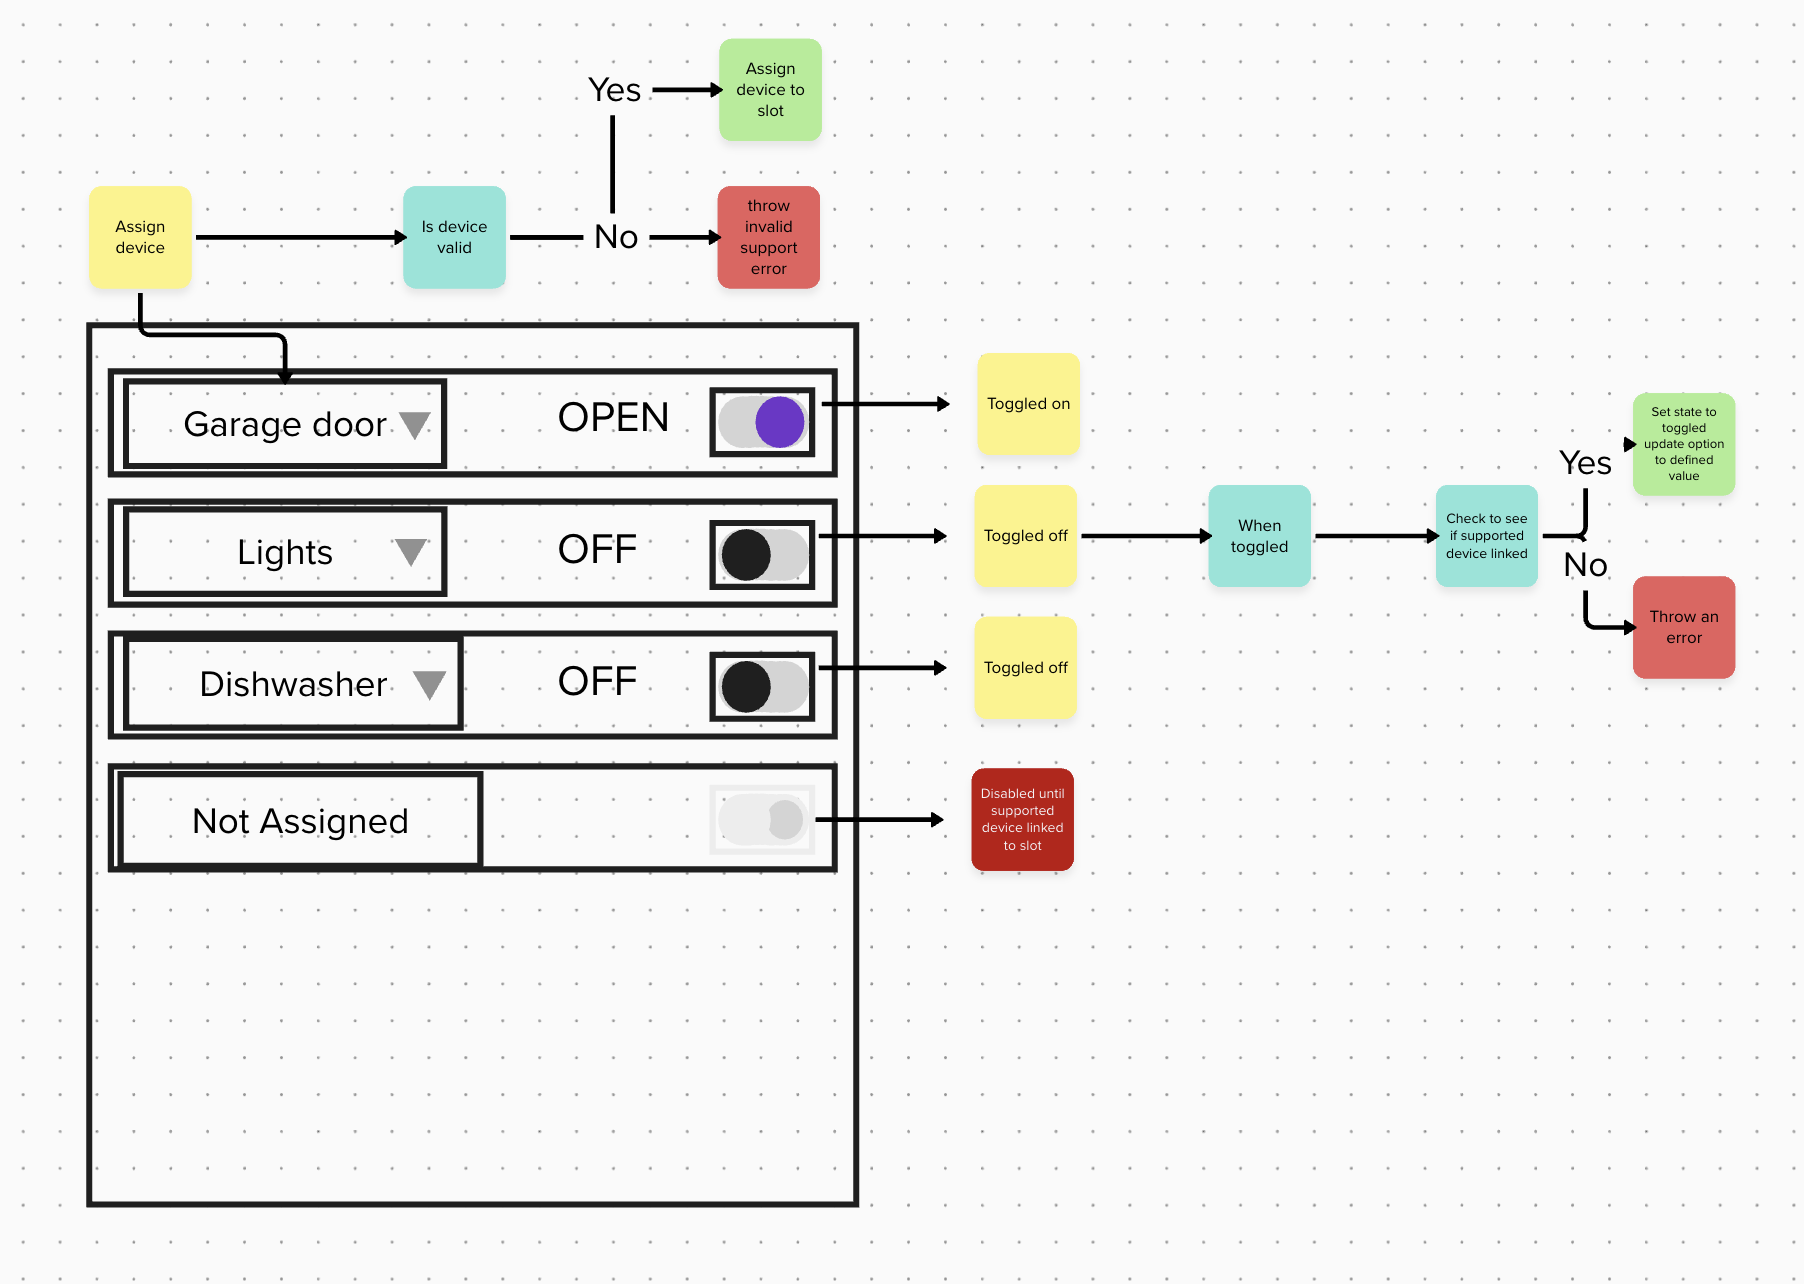 Yes
Assign
device to
slot
Assign
device
Is device
valid
No
throw
invalid
support
error
Garage door
OPEN
Toggled on
Lights
OFF
Toggled off
When
toggled
Check to see
if supported
device linked
Yes
Set state to
toggled
update option
to defined
value
No
Throw an
error
Dishwasher
OFF
Toggled off
Not Assigned
Disabled until
supported
device linked
to slot